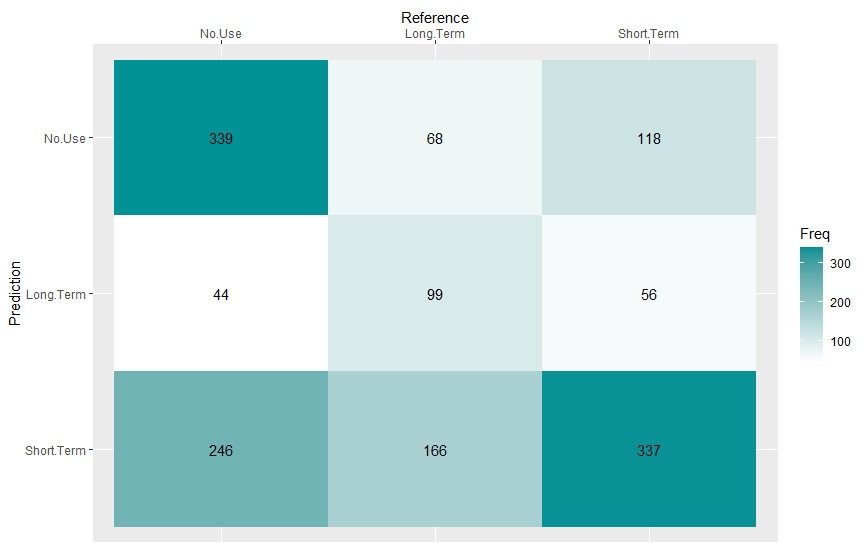 Reference
No.Use Long.Term Short.Term
No.Use 339 68 118
Long.Term 44 99 56
Short.Term 246 166 337
Prediction
Freq
300
200
100